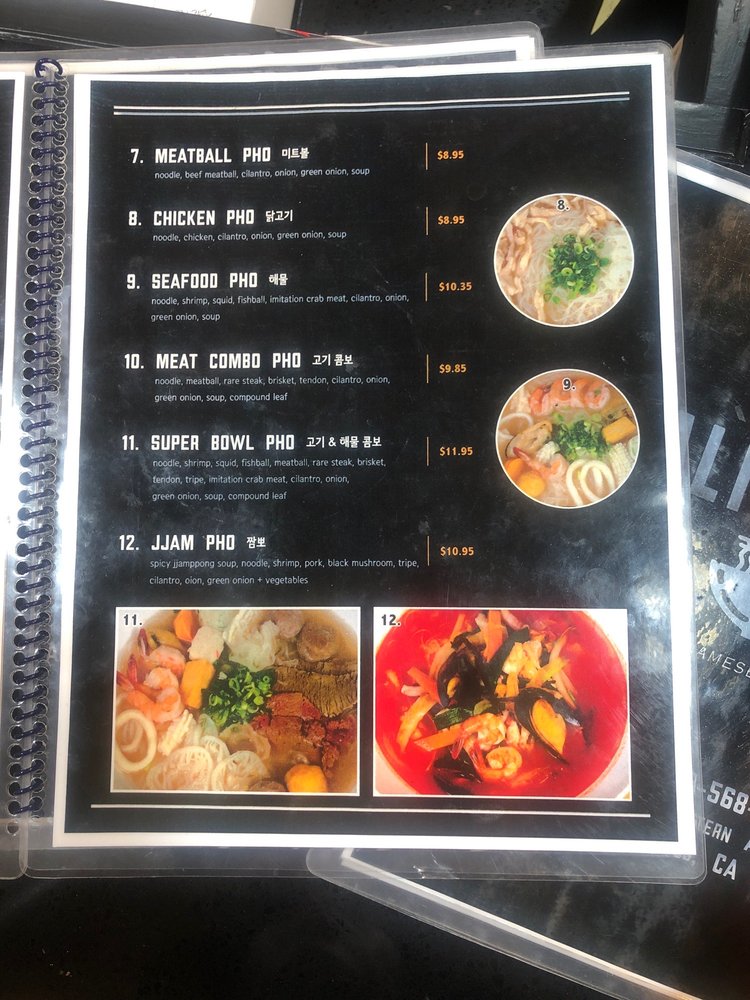 7. MEATBALL PHO 미트볼 $8.95
noodle, beef meatball, cilantro, onion, green onion, soup
8. CHICKEN PHO 닭고기 $8.95
noodle, chicken, cilantro, onion, green onion, soup
9. SEAFOOD PHO 해물 $10.35
noodle, shrimp, squid, fishball, imitation crab meat, cilantro, onion,
green onion, soup
10. MEAT COMBO PHO 고기 콤보 $9.85
noodle, meatball, rare steak, brisket, tendon, cilantro, onion,
green onion, soup, compound leaf
11. SUPER BOWL PHO 고기 & 해물 콤보 $11.95
noodle, shrimp, squid, fishball, meatball, rare steak, brisket,
tendon, tripe, imitation crab meat, cilantro, onion,
green onion, soup, compound leaf
12. JJAM PHO 짬뽀 $10.95
spicy jjamppong soup, noodle, shrimp, pork, black mushroom, tripe,
cilantro, oion, green onion + vegetables
8.
9.
11.
12.
-568-
CA